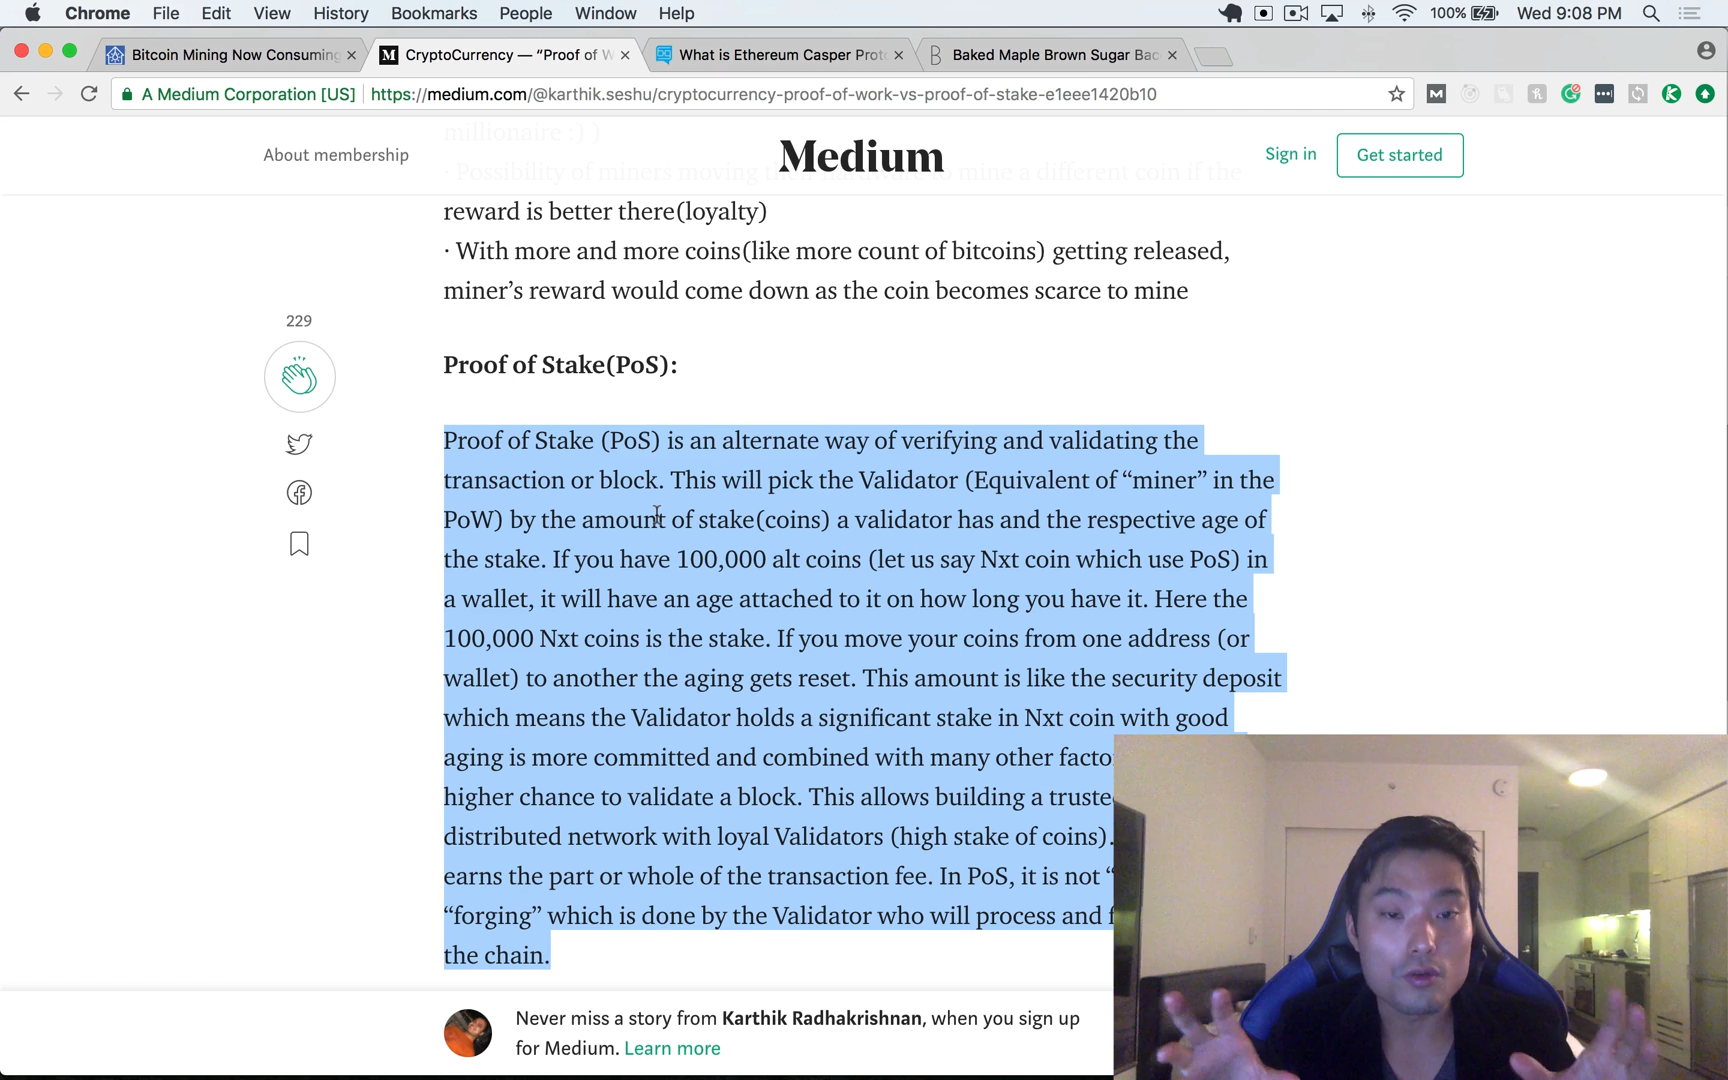 Chrome File Edit View History Bookmarks People Window Help 100% Wed 9:08 PM
Bitcoin Mining Now Consuming CryptoCurrency — “Proof of W What is Ethereum Casper Prot Baked Maple Brown Sugar Bac
A Medium Corporation [US] https://medium.com/@karthik.seshu/cryptocurrency-proof-of-work-vs-proof-of-stake-e1eee1420b10
millionaire :) )
About membership Medium Sign in Get started
· Possibility of miners moving their hardware to mine a different coin if the
reward is better there(loyalty)
· With more and more coins(like more count of bitcoins) getting released,
miner’s reward would come down as the coin becomes scarce to mine
229
Proof of Stake(PoS):
Proof of Stake (PoS) is an alternate way of verifying and validating the
transaction or block. This will pick the Validator (Equivalent of “miner” in the
PoW) by the amount of stake(coins) a validator has and the respective age of
the stake. If you have 100,000 alt coins (let us say Nxt coin which use PoS) in
a wallet, it will have an age attached to it on how long you have it. Here the
100,000 Nxt coins is the stake. If you move your coins from one address (or
wallet) to another the aging gets reset. This amount is like the security deposit
which means the Validator holds a significant stake in Nxt coin with good
aging is more committed and combined with many other facto
higher chance to validate a block. This allows building a truste
distributed network with loyal Validators (high stake of coins).
earns the part or whole of the transaction fee. In PoS, it is not “
“forging” which is done by the Validator who will process and f
the chain.
Never miss a story from Karthik Radhakrishnan, when you sign up
for Medium. Learn more